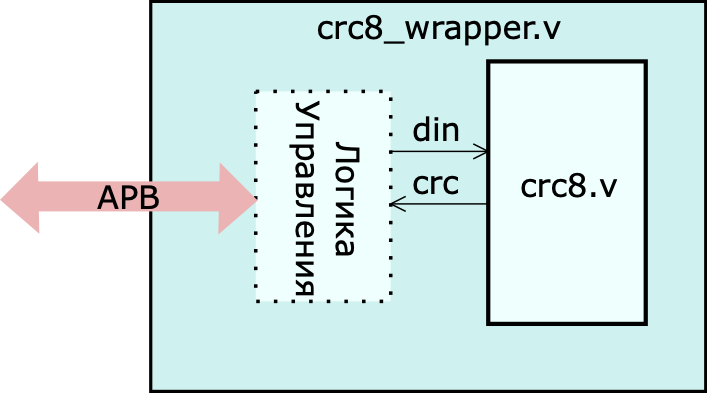 crc8_wrapper.v
Логика
Управления
din
crc
crc8.v
APB